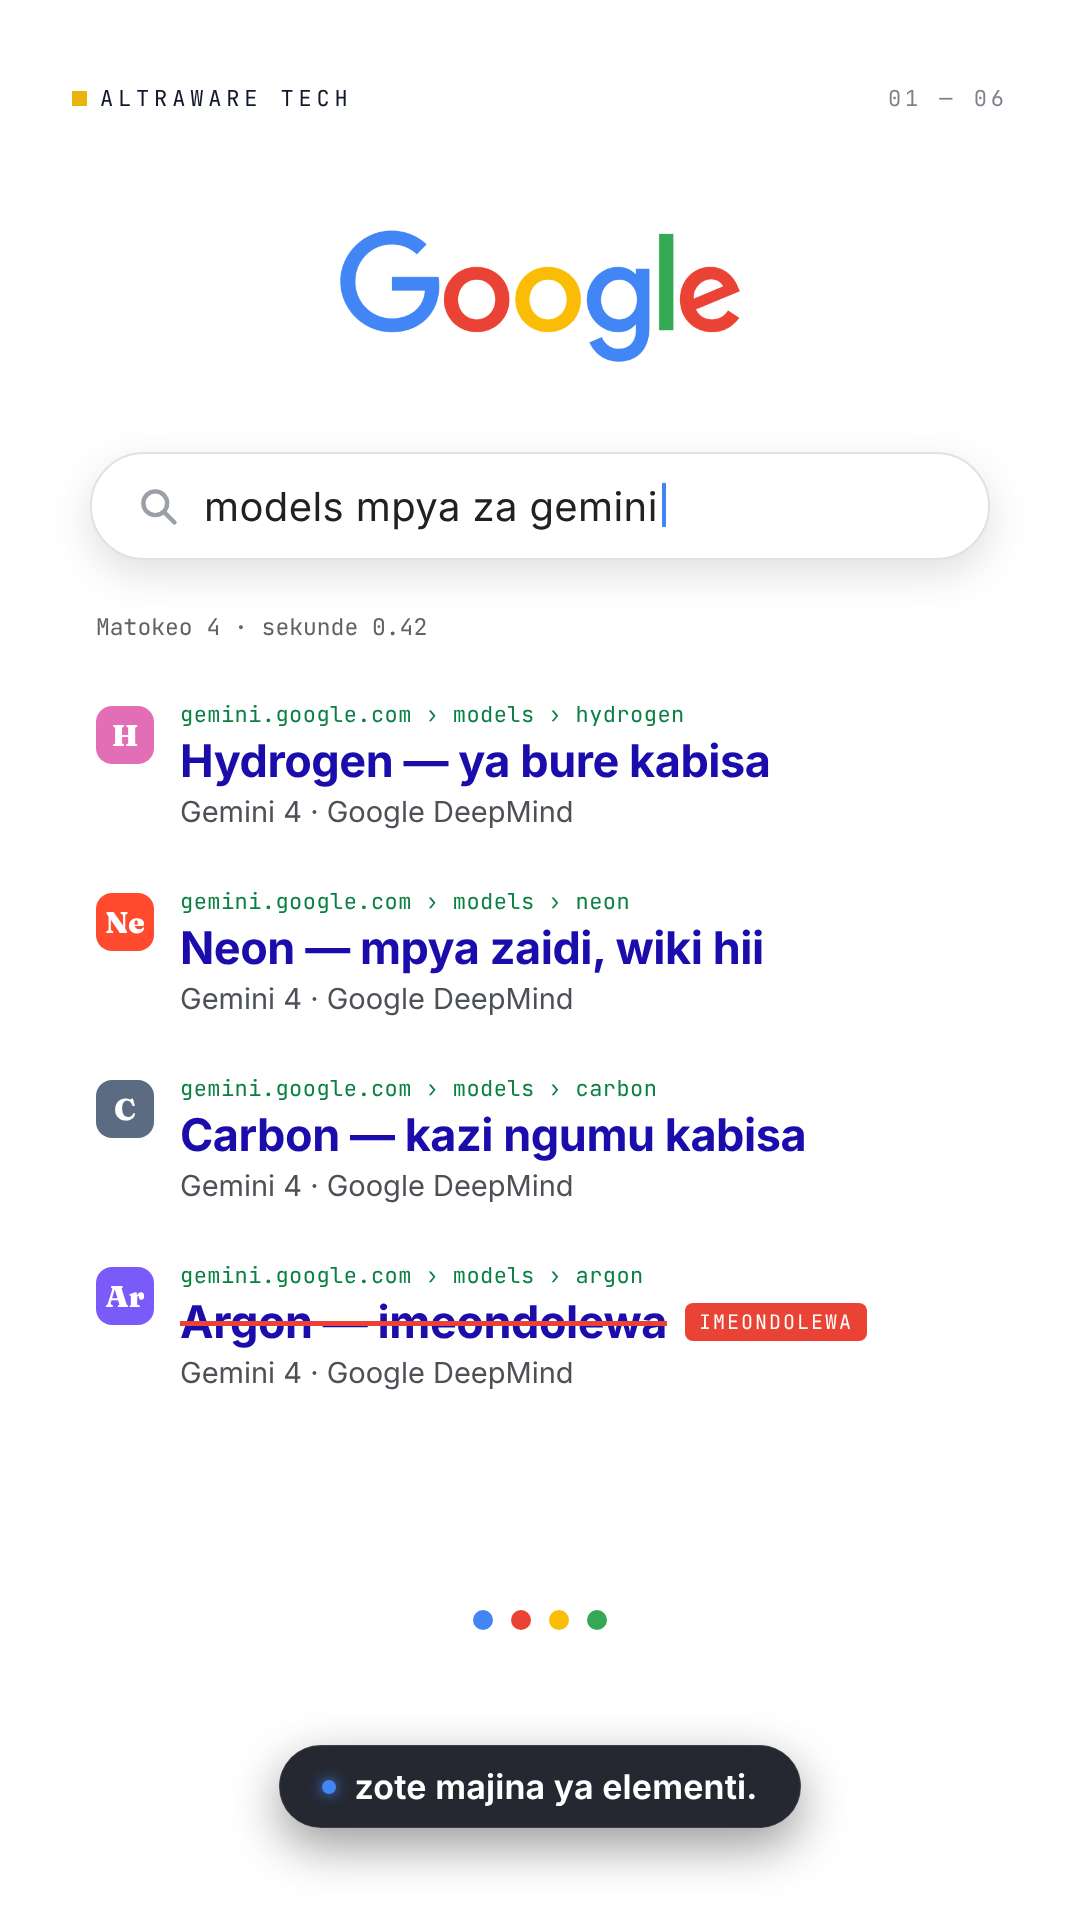 ALTRAWARE TECH
01 — 06
Google
models mpya za gemini
Matokeo 4 · sekunde 0.42
H
gemini.google.com › models › hydrogen
Hydrogen — ya bure kabisa
Gemini 4 · Google DeepMind
Ne
gemini.google.com › models › neon
Neon — mpya zaidi, wiki hii
Gemini 4 · Google DeepMind
C
gemini.google.com › models › carbon
Carbon — kazi ngumu kabisa
Gemini 4 · Google DeepMind
Ar
gemini.google.com › models › argon
Argon — imeondolewa IMEONDOLEWA
Gemini 4 · Google DeepMind
zote majina ya elementi.